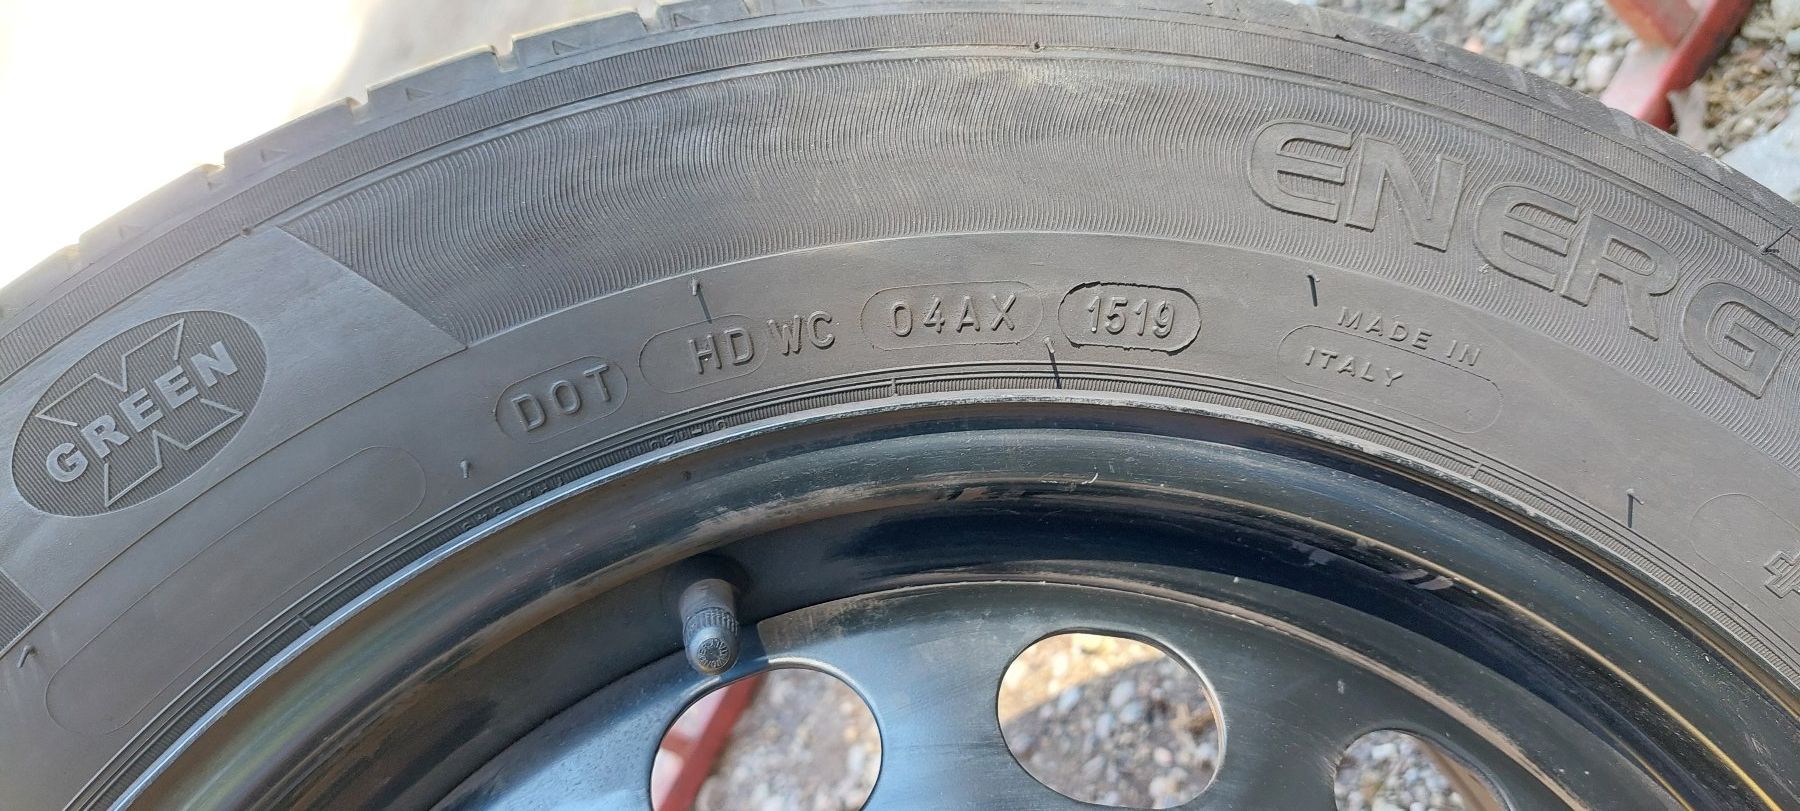 ENERG
GREEN X
DOT HD WC 04AX 1519
MADE IN
ITALY